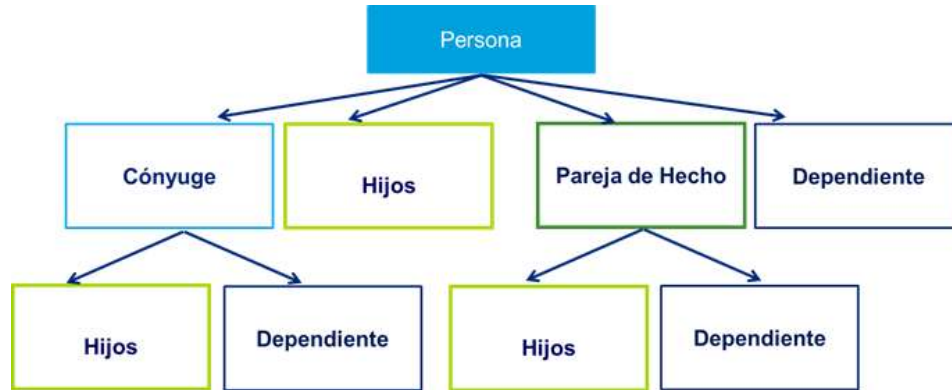 Persona
Cónyuge
Hijos
Pareja de Hecho
Dependiente
Hijos
Dependiente
Hijos
Dependiente